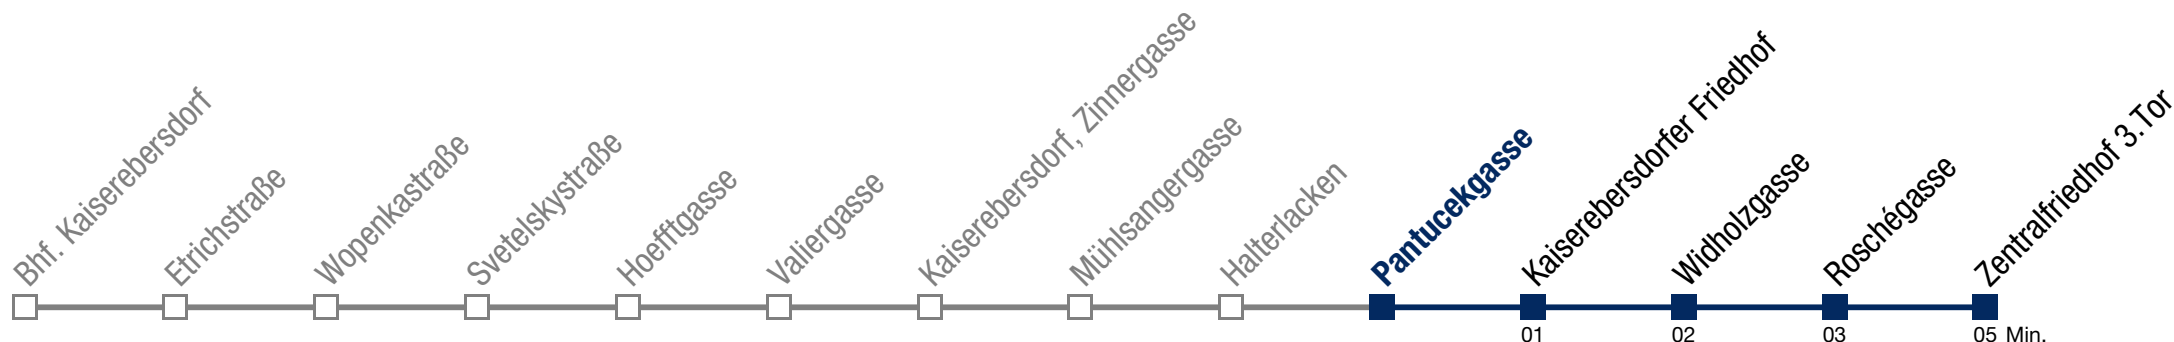 Bhf. Kaiserebersdorf
Etrichstraße
Wopenkastraße
Svetelskystraße
Hoefftgasse
Valiergasse
Kaiserebersdorf, Zinnergasse
Mühlsangergasse
Halterlacken
Pantucekgasse
Kaiserebersdorfer Friedhof
Widholzgasse
Roschégasse
Zentralfriedhof 3.Tor
01 02 03 05 Min.